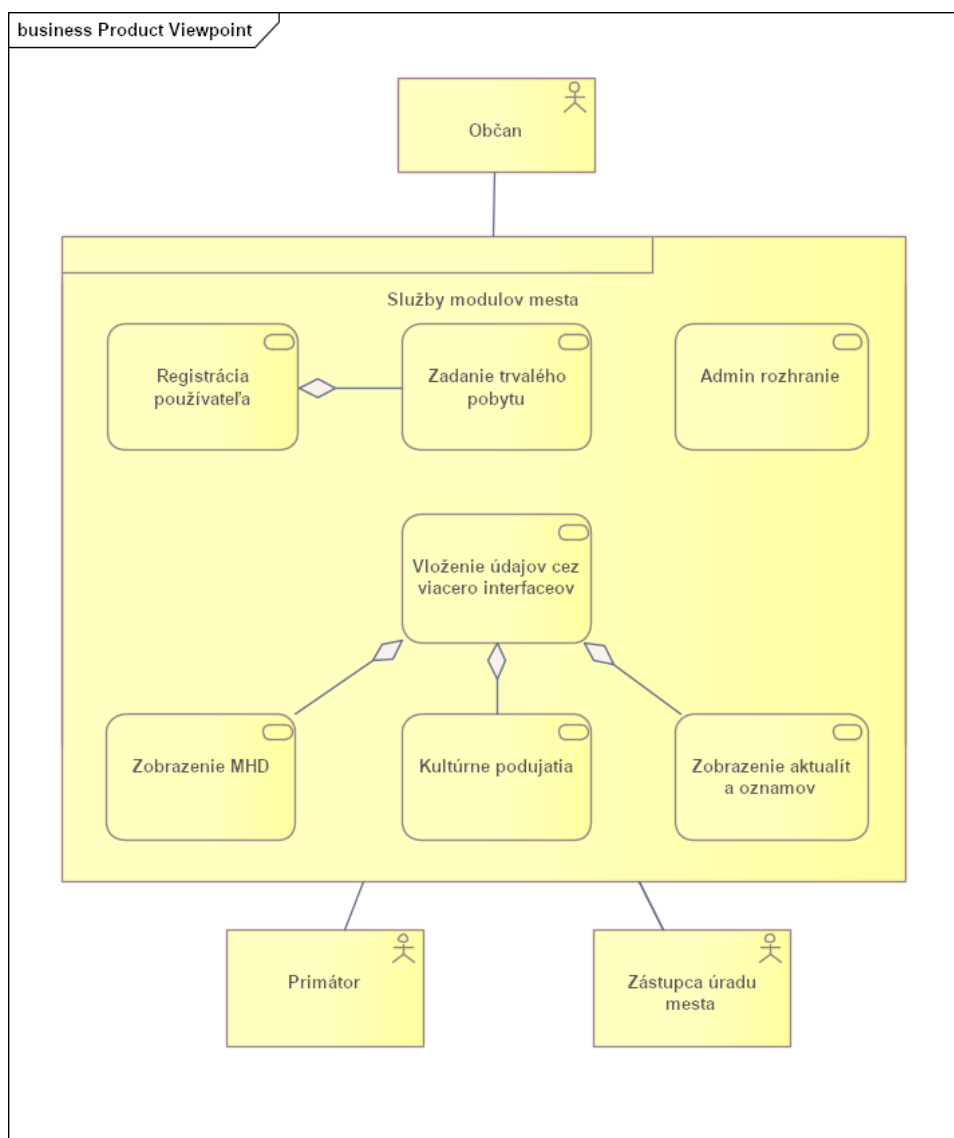 business Product Viewpoint
Občan
Služby modulov mesta
Registrácia
používateľa
Zadanie trvalého
pobytu
Admin rozhranie
Vloženie údajov cez
viacero interfaceov
Zobrazenie MHD
Kultúrne podujatia
Zobrazenie aktualít
a oznamov
Primátor
Zástupca úradu
mesta